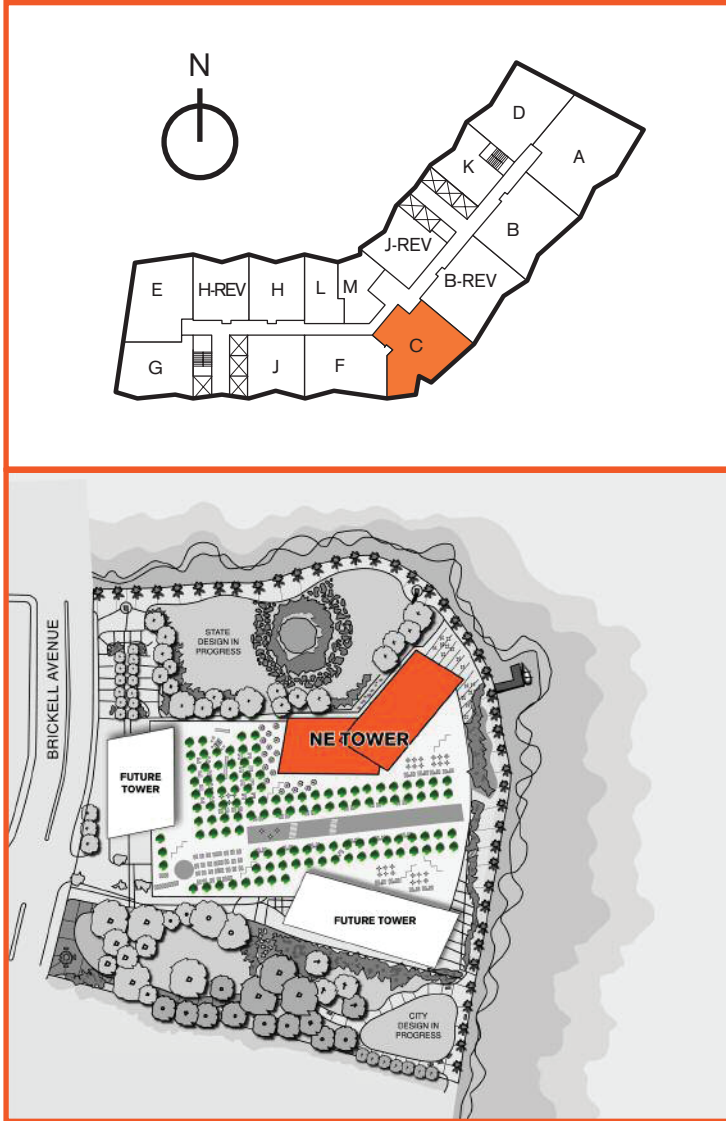 N
D
A
K
B
J-REV
B-REV
E
H-REV
H
L
M
C
G
J
F
BRICKELL AVENUE
STATE
DESIGN IN
PROGRESS
NE TOWER
FUTURE
TOWER
FUTURE TOWER
CITY
DESIGN IN
PROGRESS